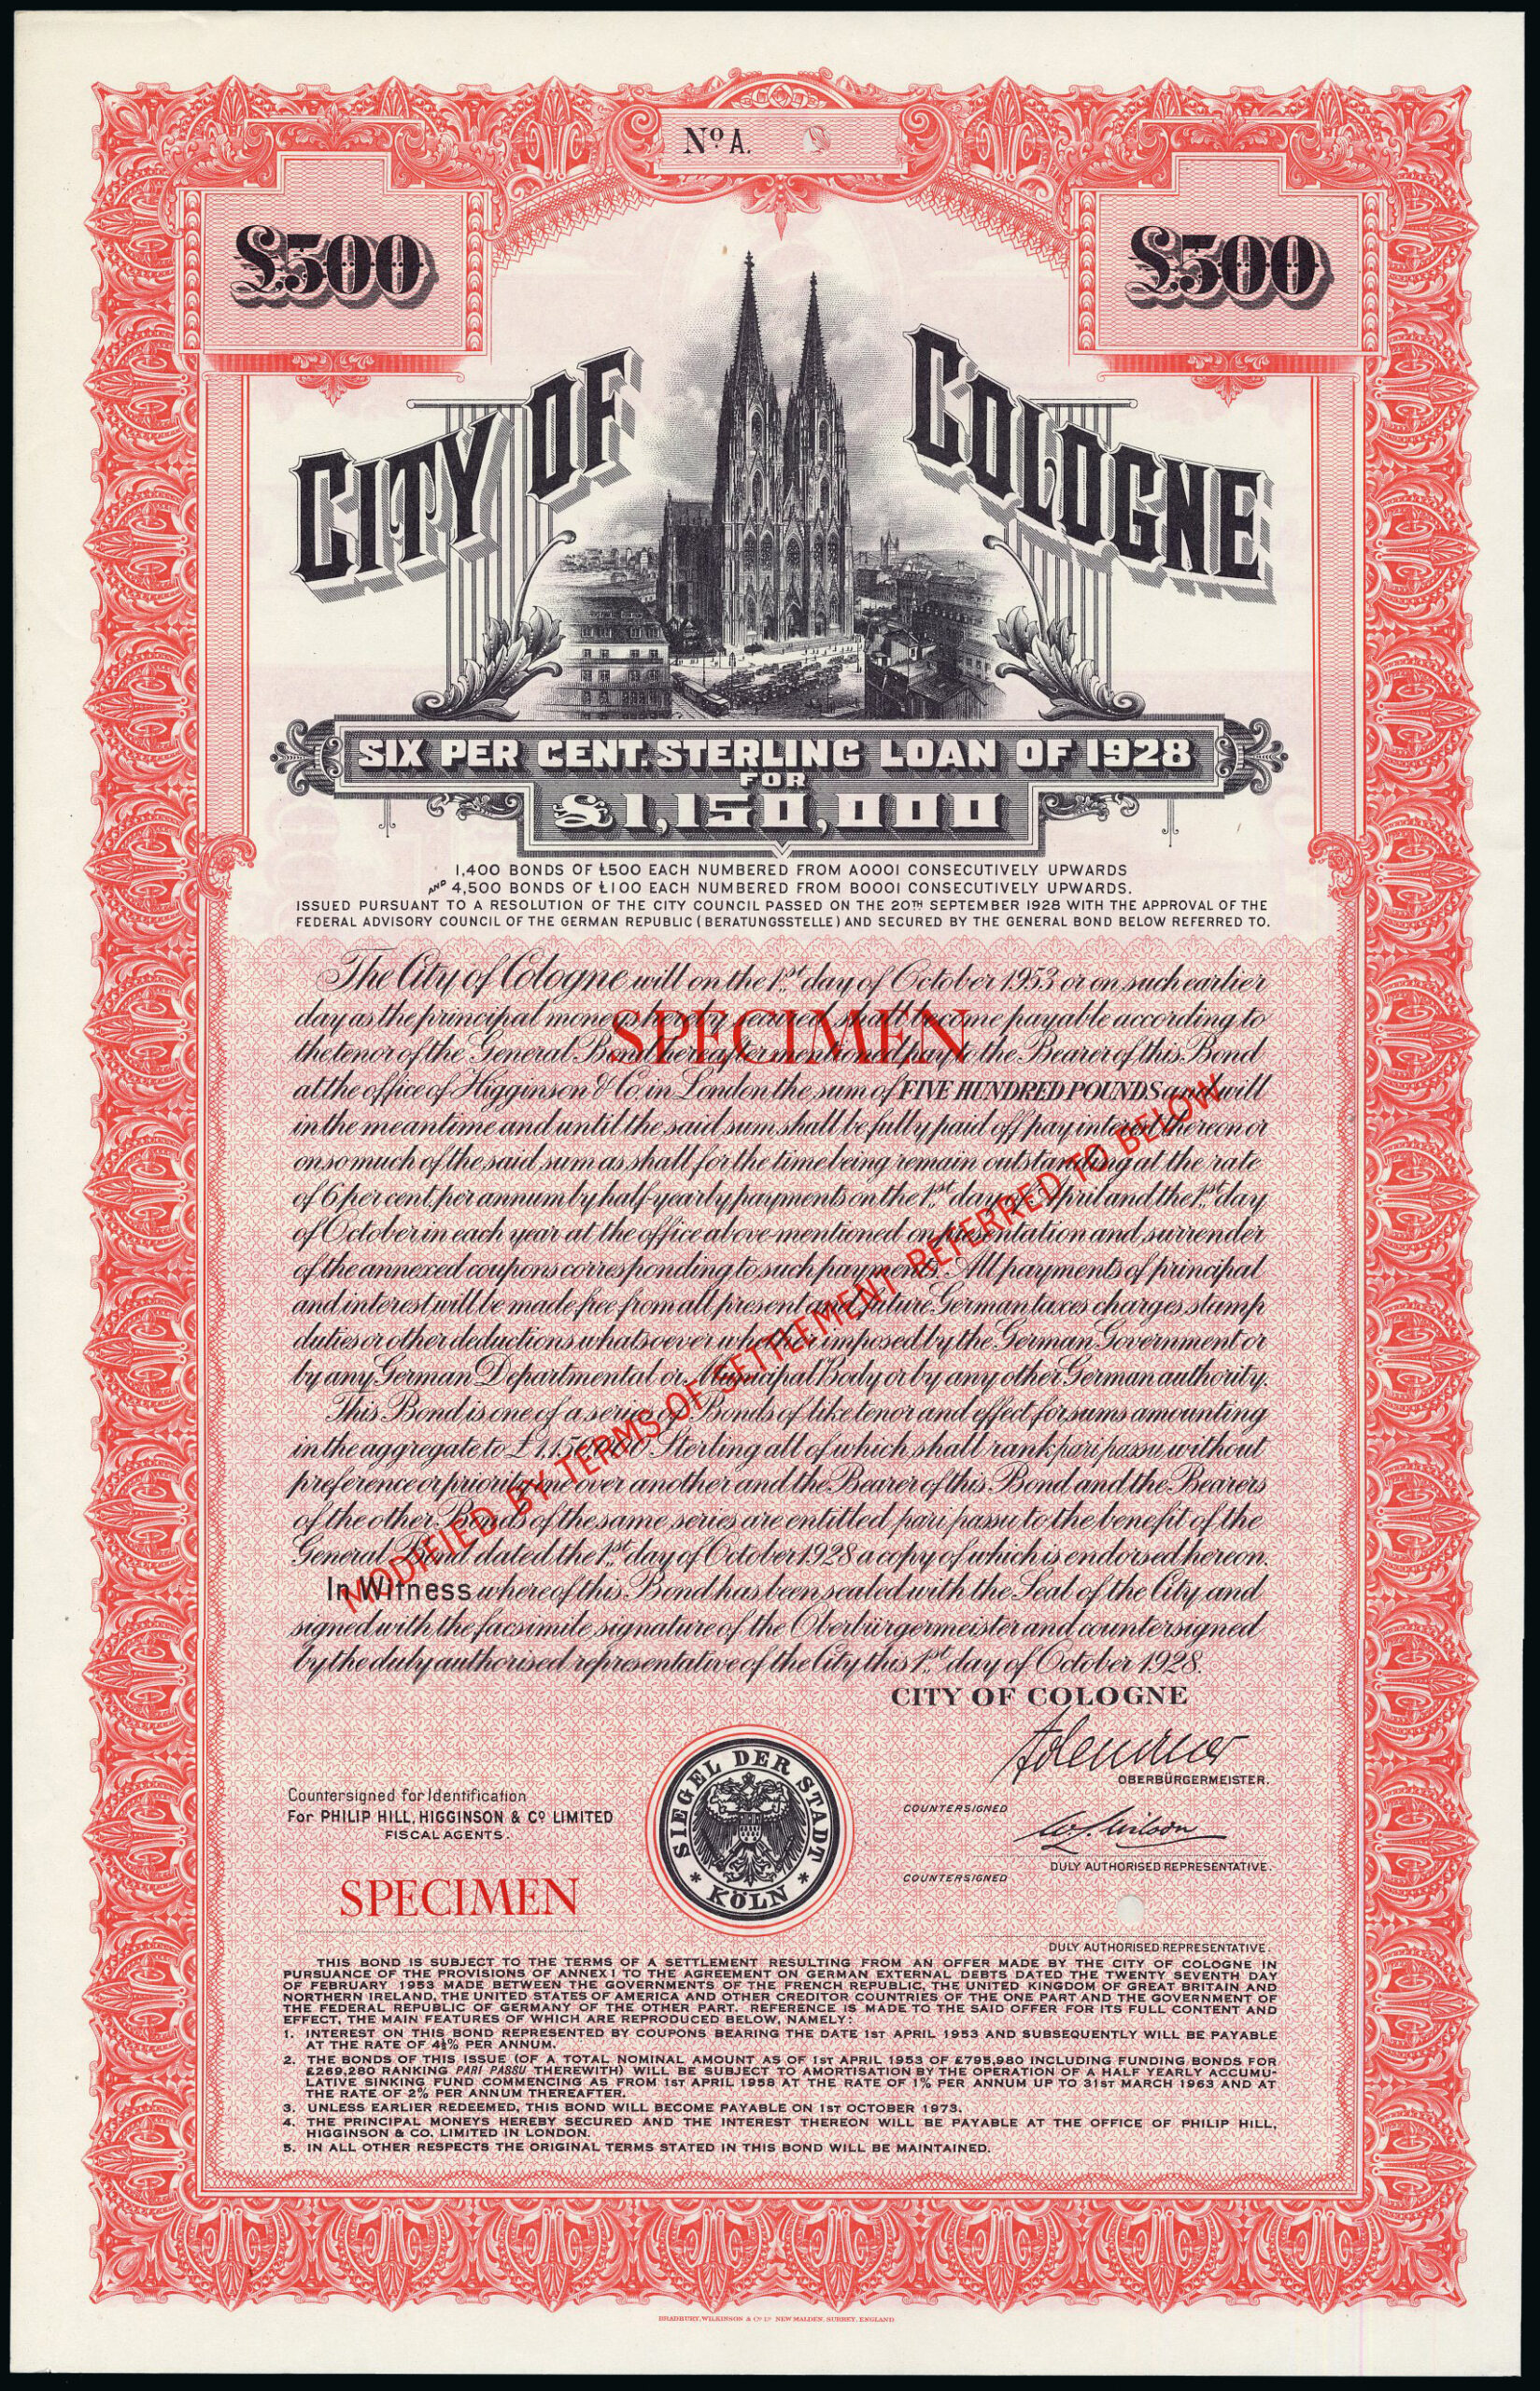 Nº A.
£500
£500
CITY OF COLOGNE
SIX PER CENT. STERLING LOAN OF 1928
FOR
£1,150,000
1,400 BONDS OF £500 EACH NUMBERED FROM A0001 CONSECUTIVELY UPWARDS
AND 4,500 BONDS OF £100 EACH NUMBERED FROM B0001 CONSECUTIVELY UPWARDS.
ISSUED PURSUANT TO A RESOLUTION OF THE CITY COUNCIL PASSED ON THE 20TH SEPTEMBER 1928 WITH THE APPROVAL OF THE
FEDERAL ADVISORY COUNCIL OF THE GERMAN REPUBLIC (BERATUNGSSTELLE) AND SECURED BY THE GENERAL BOND BELOW REFERRED TO.
The City of Cologne will on the 1st day of October 1953 or on such earlier
day as the principal moneys hereby secured shall become payable according to
SPECIMEN
the tenor of the General Bond hereafter mentioned pay to the Bearer of this Bond
at the office of Higginson & Co. in London the sum of FIVE HUNDRED POUNDS and will
in the meantime and until the said sum shall be fully paid off pay interest thereon or
on so much of the said sum as shall for the time being remain outstanding at the rate
of 6 per cent. per annum by half-yearly payments on the 1st day of April and the 1st day
of October in each year at the office above-mentioned on presentation and surrender
of the annexed coupons corresponding to such payments. All payments of principal
and interest will be made free from all present and future German taxes charges stamp
duties or other deductions whatsoever whether imposed by the German Government or
by any German Departmental or Municipal Body or by any other German authority.
MODIFIED BY TERMS OF SETTLEMENT REFERRED TO BELOW
This Bond is one of a series of Bonds of like tenor and effect for sums amounting
in the aggregate to £1,150,000 Sterling all of which shall rank pari passu without
preference or priority one over another and the Bearer of this Bond and the Bearers
of the other Bonds of the same series are entitled pari passu to the benefit of the
General Bond dated the 1st day of October 1928 a copy of which is endorsed hereon.
In Witness whereof this Bond has been sealed with the Seal of the City and
signed with the facsimile signature of the Oberbürgermeister and countersigned
by the duly authorised representative of the City this 1st day of October 1928.
CITY OF COLOGNE
Adenauer
OBERBÜRGERMEISTER.
SIEGEL DER STADT
* KÖLN *
Countersigned for Identification
For PHILIP HILL, HIGGINSON & Cº LIMITED
FISCAL AGENTS.
COUNTERSIGNED
DULY AUTHORISED REPRESENTATIVE.
COUNTERSIGNED
SPECIMEN
DULY AUTHORISED REPRESENTATIVE.
THIS BOND IS SUBJECT TO THE TERMS OF A SETTLEMENT RESULTING FROM AN OFFER MADE BY THE CITY OF COLOGNE IN
PURSUANCE OF THE PROVISIONS OF ANNEX I TO THE AGREEMENT ON GERMAN EXTERNAL DEBTS DATED THE TWENTY SEVENTH DAY
OF FEBRUARY 1953 MADE BETWEEN THE GOVERNMENTS OF THE FRENCH REPUBLIC, THE UNITED KINGDOM OF GREAT BRITAIN AND
NORTHERN IRELAND, THE UNITED STATES OF AMERICA AND OTHER CREDITOR COUNTRIES OF THE ONE PART AND THE GOVERNMENT OF
THE FEDERAL REPUBLIC OF GERMANY OF THE OTHER PART. REFERENCE IS MADE TO THE SAID OFFER FOR ITS FULL CONTENT AND
EFFECT, THE MAIN FEATURES OF WHICH ARE REPRODUCED BELOW, NAMELY:
1. INTEREST ON THIS BOND REPRESENTED BY COUPONS BEARING THE DATE 1ST APRIL 1953 AND SUBSEQUENTLY WILL BE PAYABLE
AT THE RATE OF 4½% PER ANNUM.
2. THE BONDS OF THIS ISSUE (OF A TOTAL NOMINAL AMOUNT AS OF 1ST APRIL 1953 OF £795,980 INCLUDING FUNDING BONDS FOR
£269,280 RANKING PARI PASSU THEREWITH) WILL BE SUBJECT TO AMORTISATION BY THE OPERATION OF A HALF YEARLY ACCUMU-
LATIVE SINKING FUND COMMENCING AS FROM 1ST APRIL 1958 AT THE RATE OF 1% PER ANNUM UP TO 31ST MARCH 1963 AND AT
THE RATE OF 2% PER ANNUM THEREAFTER.
3. UNLESS EARLIER REDEEMED, THIS BOND WILL BECOME PAYABLE ON 1ST OCTOBER 1973.
4. THE PRINCIPAL MONEYS HEREBY SECURED AND THE INTEREST THEREON WILL BE PAYABLE AT THE OFFICE OF PHILIP HILL,
HIGGINSON & CO. LIMITED IN LONDON.
5. IN ALL OTHER RESPECTS THE ORIGINAL TERMS STATED IN THIS BOND WILL BE MAINTAINED.
BRADBURY, WILKINSON & Cº Lº NEW MALDEN, SURREY, ENGLAND